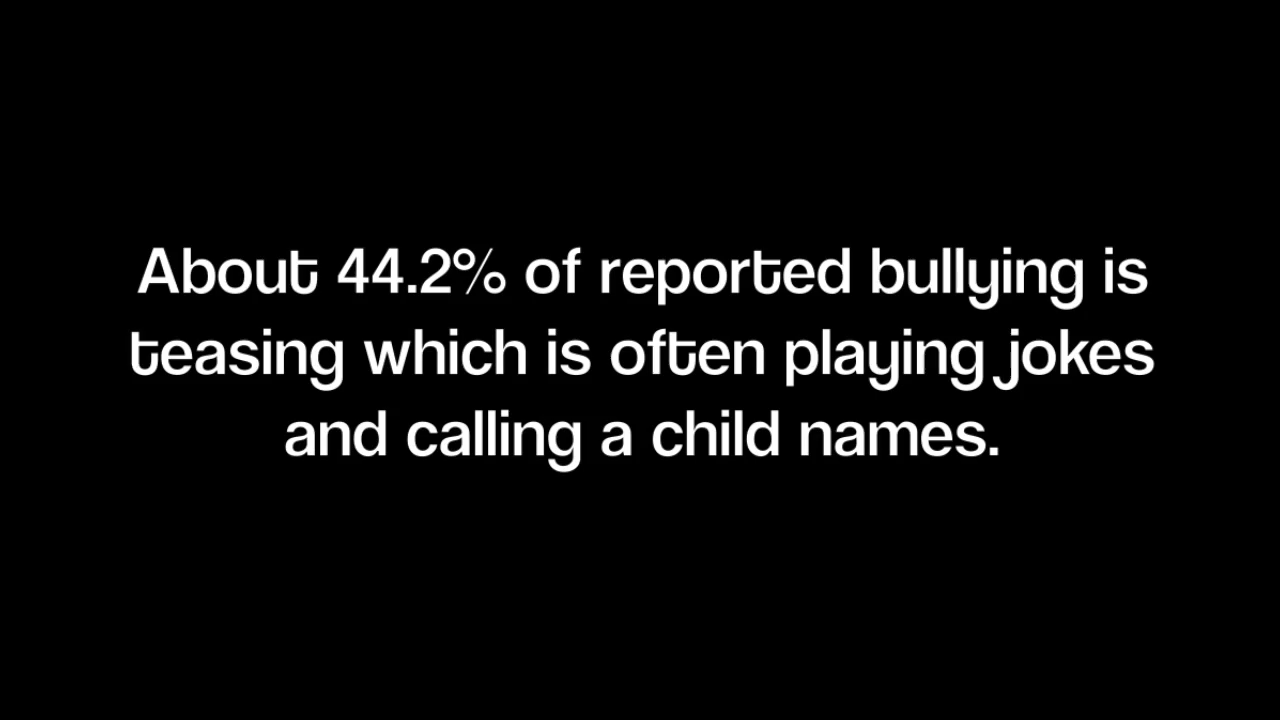 About 44.2% of reported bullying is
teasing which is often playing jokes
and calling a child names.